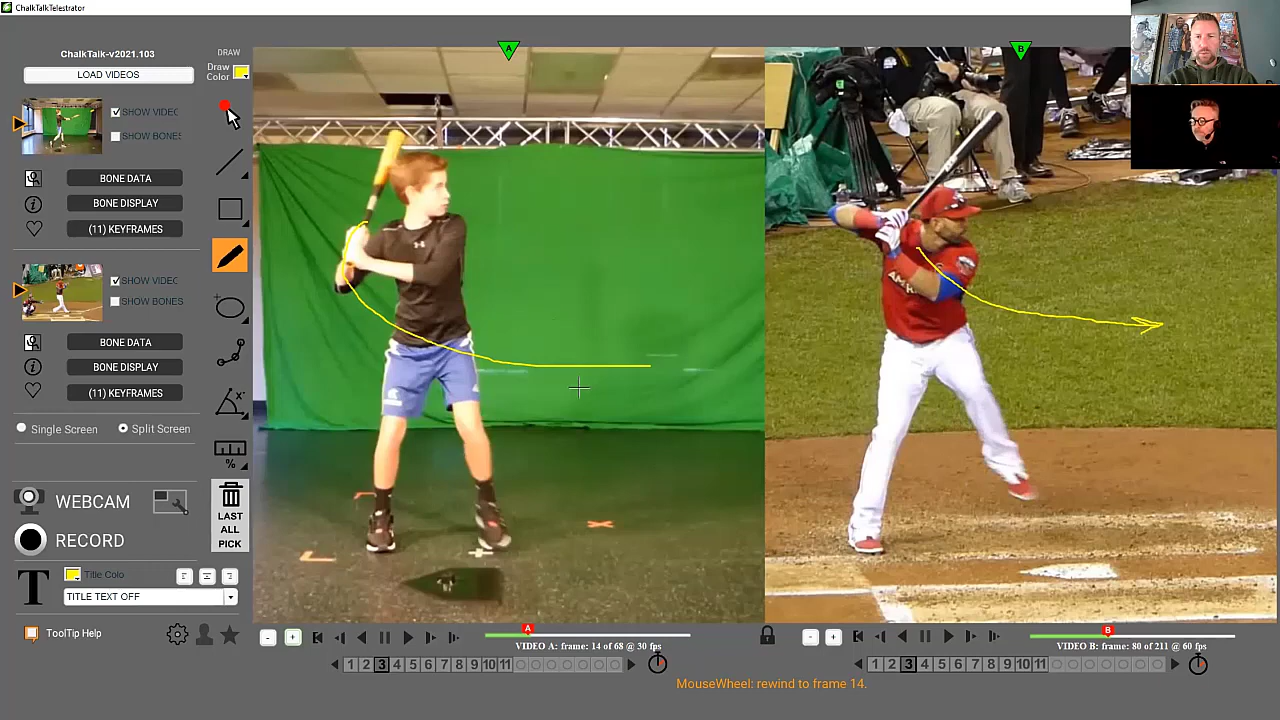 ChalkTalkTelestrator
ChalkTalk-v2021.103
LOAD VIDEOS
SHOW VIDEO
SHOW BONES
BONE DATA
BONE DISPLAY
(11) KEYFRAMES
SHOW VIDEO
SHOW BONES
BONE DATA
BONE DISPLAY
(11) KEYFRAMES
Single Screen Split Screen
WEBCAM
RECORD
T Title Colo
TITLE TEXT OFF
ToolTip Help
DRAW
Draw
Color
X°
%
LAST
ALL
PICK
A
B
A
VIDEO A: frame: 14 of 68 @ 30 fps
1 2 3 4 5 6 7 8 9 10 11
B
VIDEO B: frame: 80 of 211 @ 60 fps
1 2 3 4 5 6 7 8 9 10 11
MouseWheel: rewind to frame 14.